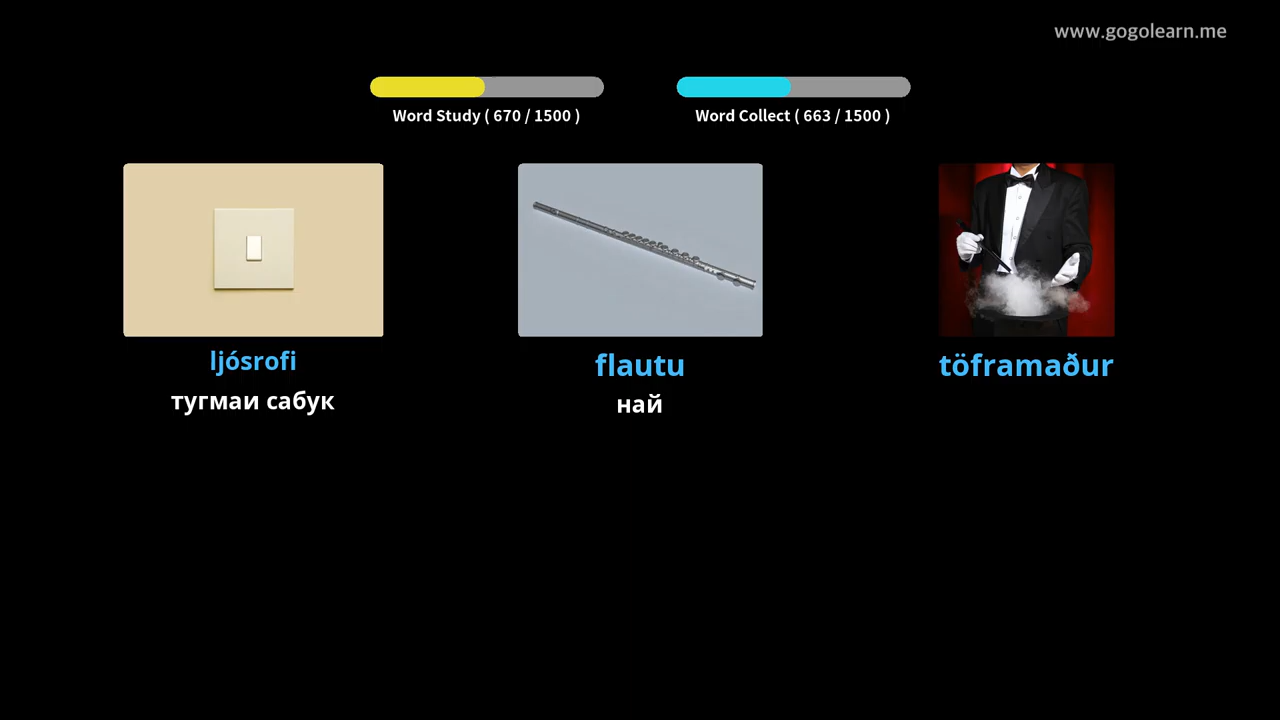 www.gogolearn.me
Word Study ( 670 / 1500 )
Word Collect ( 663 / 1500 )
ljósrofi
тугмаи сабук
flautu
най
töframaður